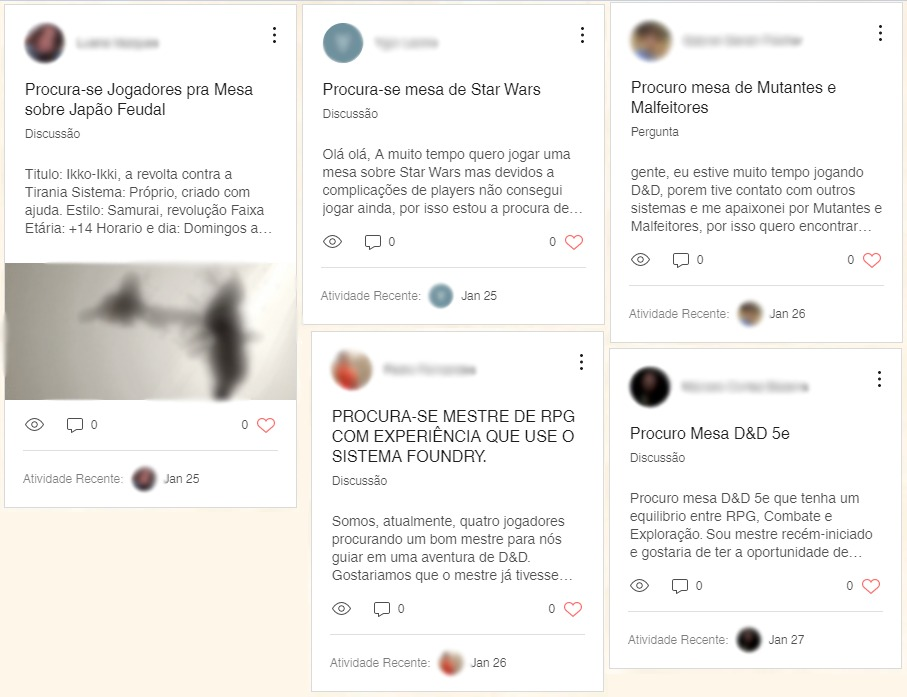 Procura-se Jogadores pra Mesa
sobre Japão Feudal
Discussão
Titulo: Ikko-Ikki, a revolta contra a
Tirania Sistema: Próprio, criado com
ajuda. Estilo: Samurai, revolução Faixa
Etária: +14 Horario e dia: Domingos a...
0
0
Atividade Recente:
Jan 25
Procura-se mesa de Star Wars
Discussão
Olá olá, A muito tempo quero jogar uma
mesa sobre Star Wars mas devidos a
complicações de players não consegui
jogar ainda, por isso estou a procura de...
0
0
Atividade Recente:
Jan 25
PROCURA-SE MESTRE DE RPG
COM EXPERIÊNCIA QUE USE O
SISTEMA FOUNDRY.
Discussão
Somos, atualmente, quatro jogadores
procurando um bom mestre para nós
guiar em uma aventura de D&D.
Gostariamos que o mestre já tivesse...
0
0
Atividade Recente:
Jan 26
Procuro mesa de Mutantes e
Malfeitores
Pergunta
gente, eu estive muito tempo jogando
D&D, porem tive contato com outros
sistemas e me apaixonei por Mutantes e
Malfeitores, por isso quero encontrar...
0
0
Atividade Recente:
Jan 26
Procuro Mesa D&D 5e
Discussão
Procuro mesa D&D 5e que tenha um
equilibrio entre RPG, Combate e
Exploração. Sou mestre recém-iniciado
e gostaria de ter a oportunidade de...
0
0
Atividade Recente:
Jan 27